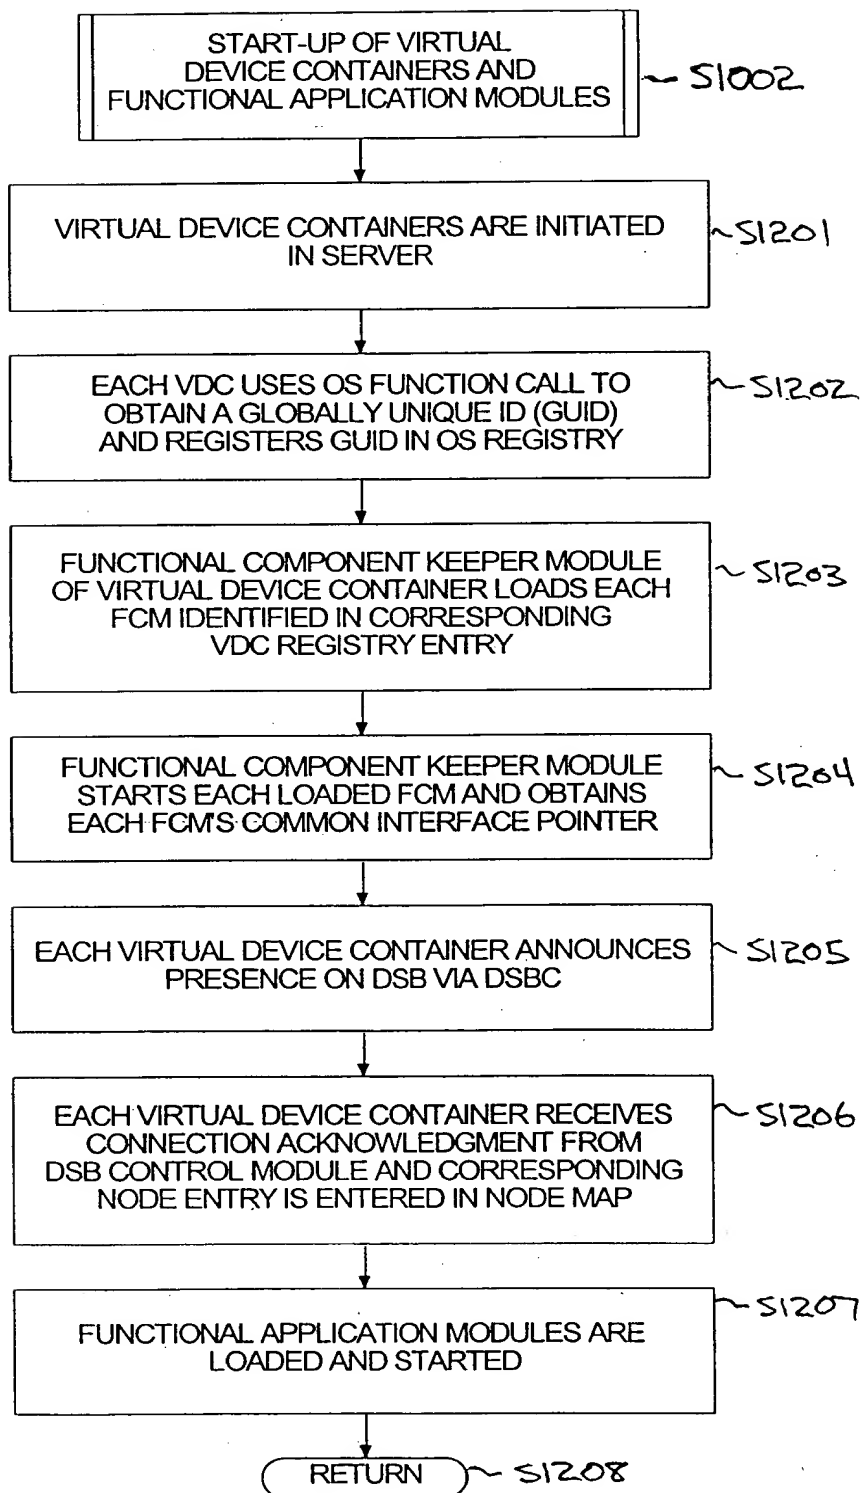 START-UP OF VIRTUAL
DEVICE CONTAINERS AND
FUNCTIONAL APPLICATION MODULES
S1002
VIRTUAL DEVICE CONTAINERS ARE INITIATED
IN SERVER
S1201
EACH VDC USES OS FUNCTION CALL TO
OBTAIN A GLOBALLY UNIQUE ID (GUID)
AND REGISTERS GUID IN OS REGISTRY
S1202
FUNCTIONAL COMPONENT KEEPER MODULE
OF VIRTUAL DEVICE CONTAINER LOADS EACH
FCM IDENTIFIED IN CORRESPONDING
VDC REGISTRY ENTRY
S1203
FUNCTIONAL COMPONENT KEEPER MODULE
STARTS EACH LOADED FCM AND OBTAINS
EACH FCM'S COMMON INTERFACE POINTER
S1204
EACH VIRTUAL DEVICE CONTAINER ANNOUNCES
PRESENCE ON DSB VIA DSBC
S1205
EACH VIRTUAL DEVICE CONTAINER RECEIVES
CONNECTION ACKNOWLEDGMENT FROM
DSB CONTROL MODULE AND CORRESPONDING
NODE ENTRY IS ENTERED IN NODE MAP
S1206
FUNCTIONAL APPLICATION MODULES ARE
LOADED AND STARTED
S1207
RETURN
S1208